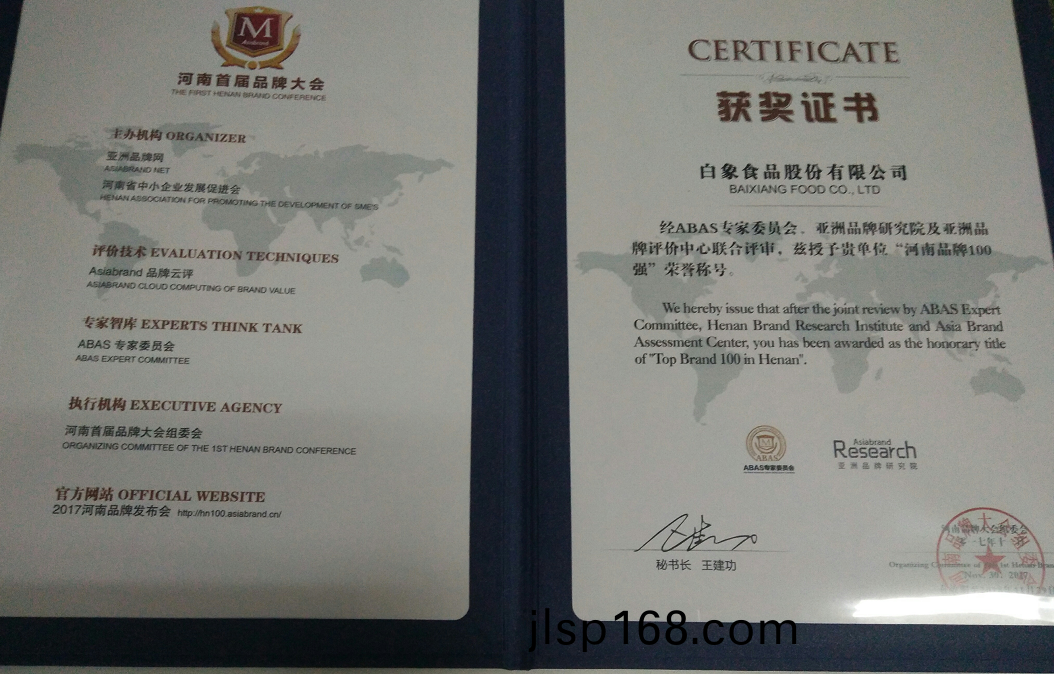 M
Asiabrand
河南首届品牌大会
THE FIRST HENAN BRAND CONFERENCE
主办机构 ORGANIZER
亚洲品牌网
ASIABRAND NET
河南省中小企业发展促进会
HENAN ASSOCIATION FOR PROMOTING THE DEVELOPMENT OF SMES
评价技术 EVALUATION TECHNIQUES
Asiabrand 品牌云评
ASIABRAND CLOUD COMPUTING OF BRAND VALUE
专家智库 EXPERTS THINK TANK
ABAS 专家委员会
ABAS EXPERT COMMITTEE
执行机构 EXECUTIVE AGENCY
河南首届品牌大会组委会
ORGANIZING COMMITTEE OF THE 1ST HENAN BRAND CONFERENCE
官方网站 OFFICIAL WEBSITE
2017河南品牌发布会 http://hn100.asiabrand.cn/
CERTIFICATE
获奖证书
白象食品股份有限公司
BAIXIANG FOOD CO., LTD
经ABAS专家委员会、亚洲品牌研究院及亚洲品
牌评价中心联合评审，兹授予贵单位“河南品牌100
强”荣誉称号。
We hereby issue that after the joint review by ABAS Expert
Committee, Henan Brand Research Institute and Asia Brand
Assessment Center, you has been awarded as the honorary title
of "Top Brand 100 in Henan".
ABAS
ABAS专家委员会
Asiabrand
Research
亚洲品牌研究院
秘书长 王建功
Organizing Committee of the 1st Henan
jlsp168.com